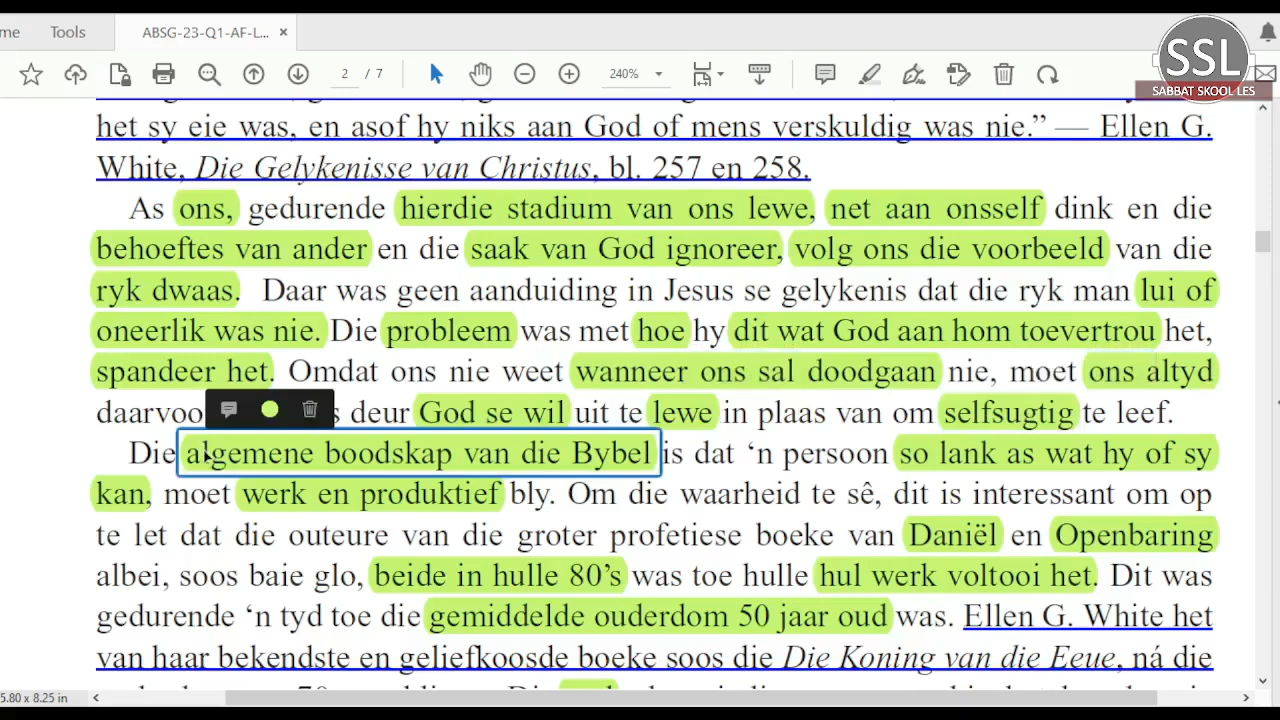 me Tools ABSG-23-Q1-AF-L... ×
2 / 7 240%
SSL
SABBAT SKOOL LES
het sy eie was, en asof hy niks aan God of mens verskuldig was nie.” — Ellen G.
White, Die Gelykenisse van Christus, bl. 257 en 258.
As ons, gedurende hierdie stadium van ons lewe, net aan onsself dink en die
behoeftes van ander en die saak van God ignoreer, volg ons die voorbeeld van die
ryk dwaas. Daar was geen aanduiding in Jesus se gelykenis dat die ryk man lui of
oneerlik was nie. Die probleem was met hoe hy dit wat God aan hom toevertrou het,
spandeer het. Omdat ons nie weet wanneer ons sal doodgaan nie, moet ons altyd
daarvoo s deur God se wil uit te lewe in plaas van om selfsugtig te leef.
Die algemene boodskap van die Bybel is dat ‘n persoon so lank as wat hy of sy
kan, moet werk en produktief bly. Om die waarheid te sê, dit is interessant om op
te let dat die outeure van die groter profetiese boeke van Daniël en Openbaring
albei, soos baie glo, beide in hulle 80’s was toe hulle hul werk voltooi het. Dit was
gedurende ‘n tyd toe die gemiddelde ouderdom 50 jaar oud was. Ellen G. White het
van haar bekendste en geliefkoosde boeke soos die Die Koning van die Eeue, ná die
5.80 x 8.25 in